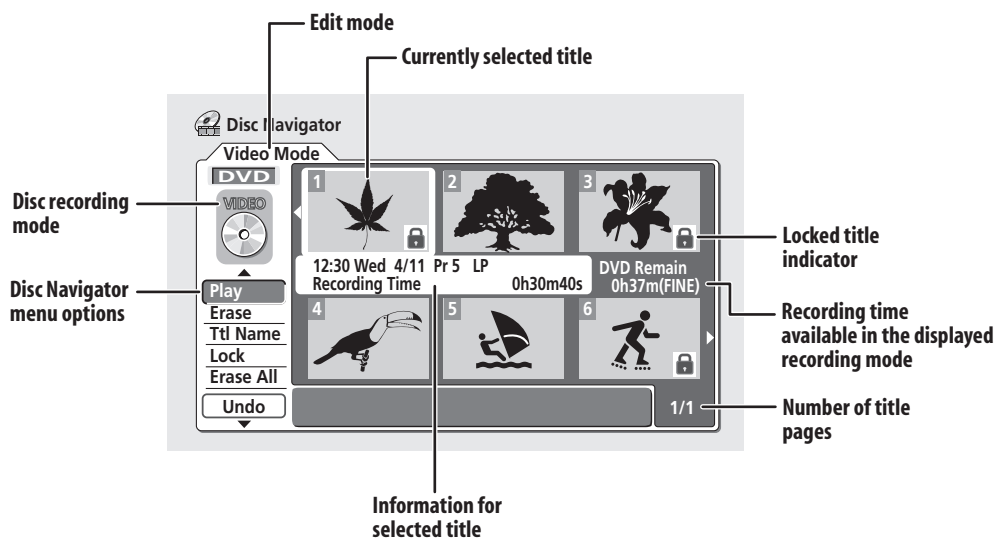 Edit mode
Currently selected title
Disc Navigator
Video Mode
DVD
VIDEO
Disc recording
mode
1
2
3
Locked title
indicator
12:30 Wed 4/11 Pr 5 LP
Recording Time 0h30m40s
DVD Remain
0h37m(FINE)
Disc Navigator
menu options
Play
Erase
Ttl Name
Lock
Erase All
Undo
4
5
6
Recording time
available in the displayed
recording mode
1/1
Number of title
pages
Information for
selected title